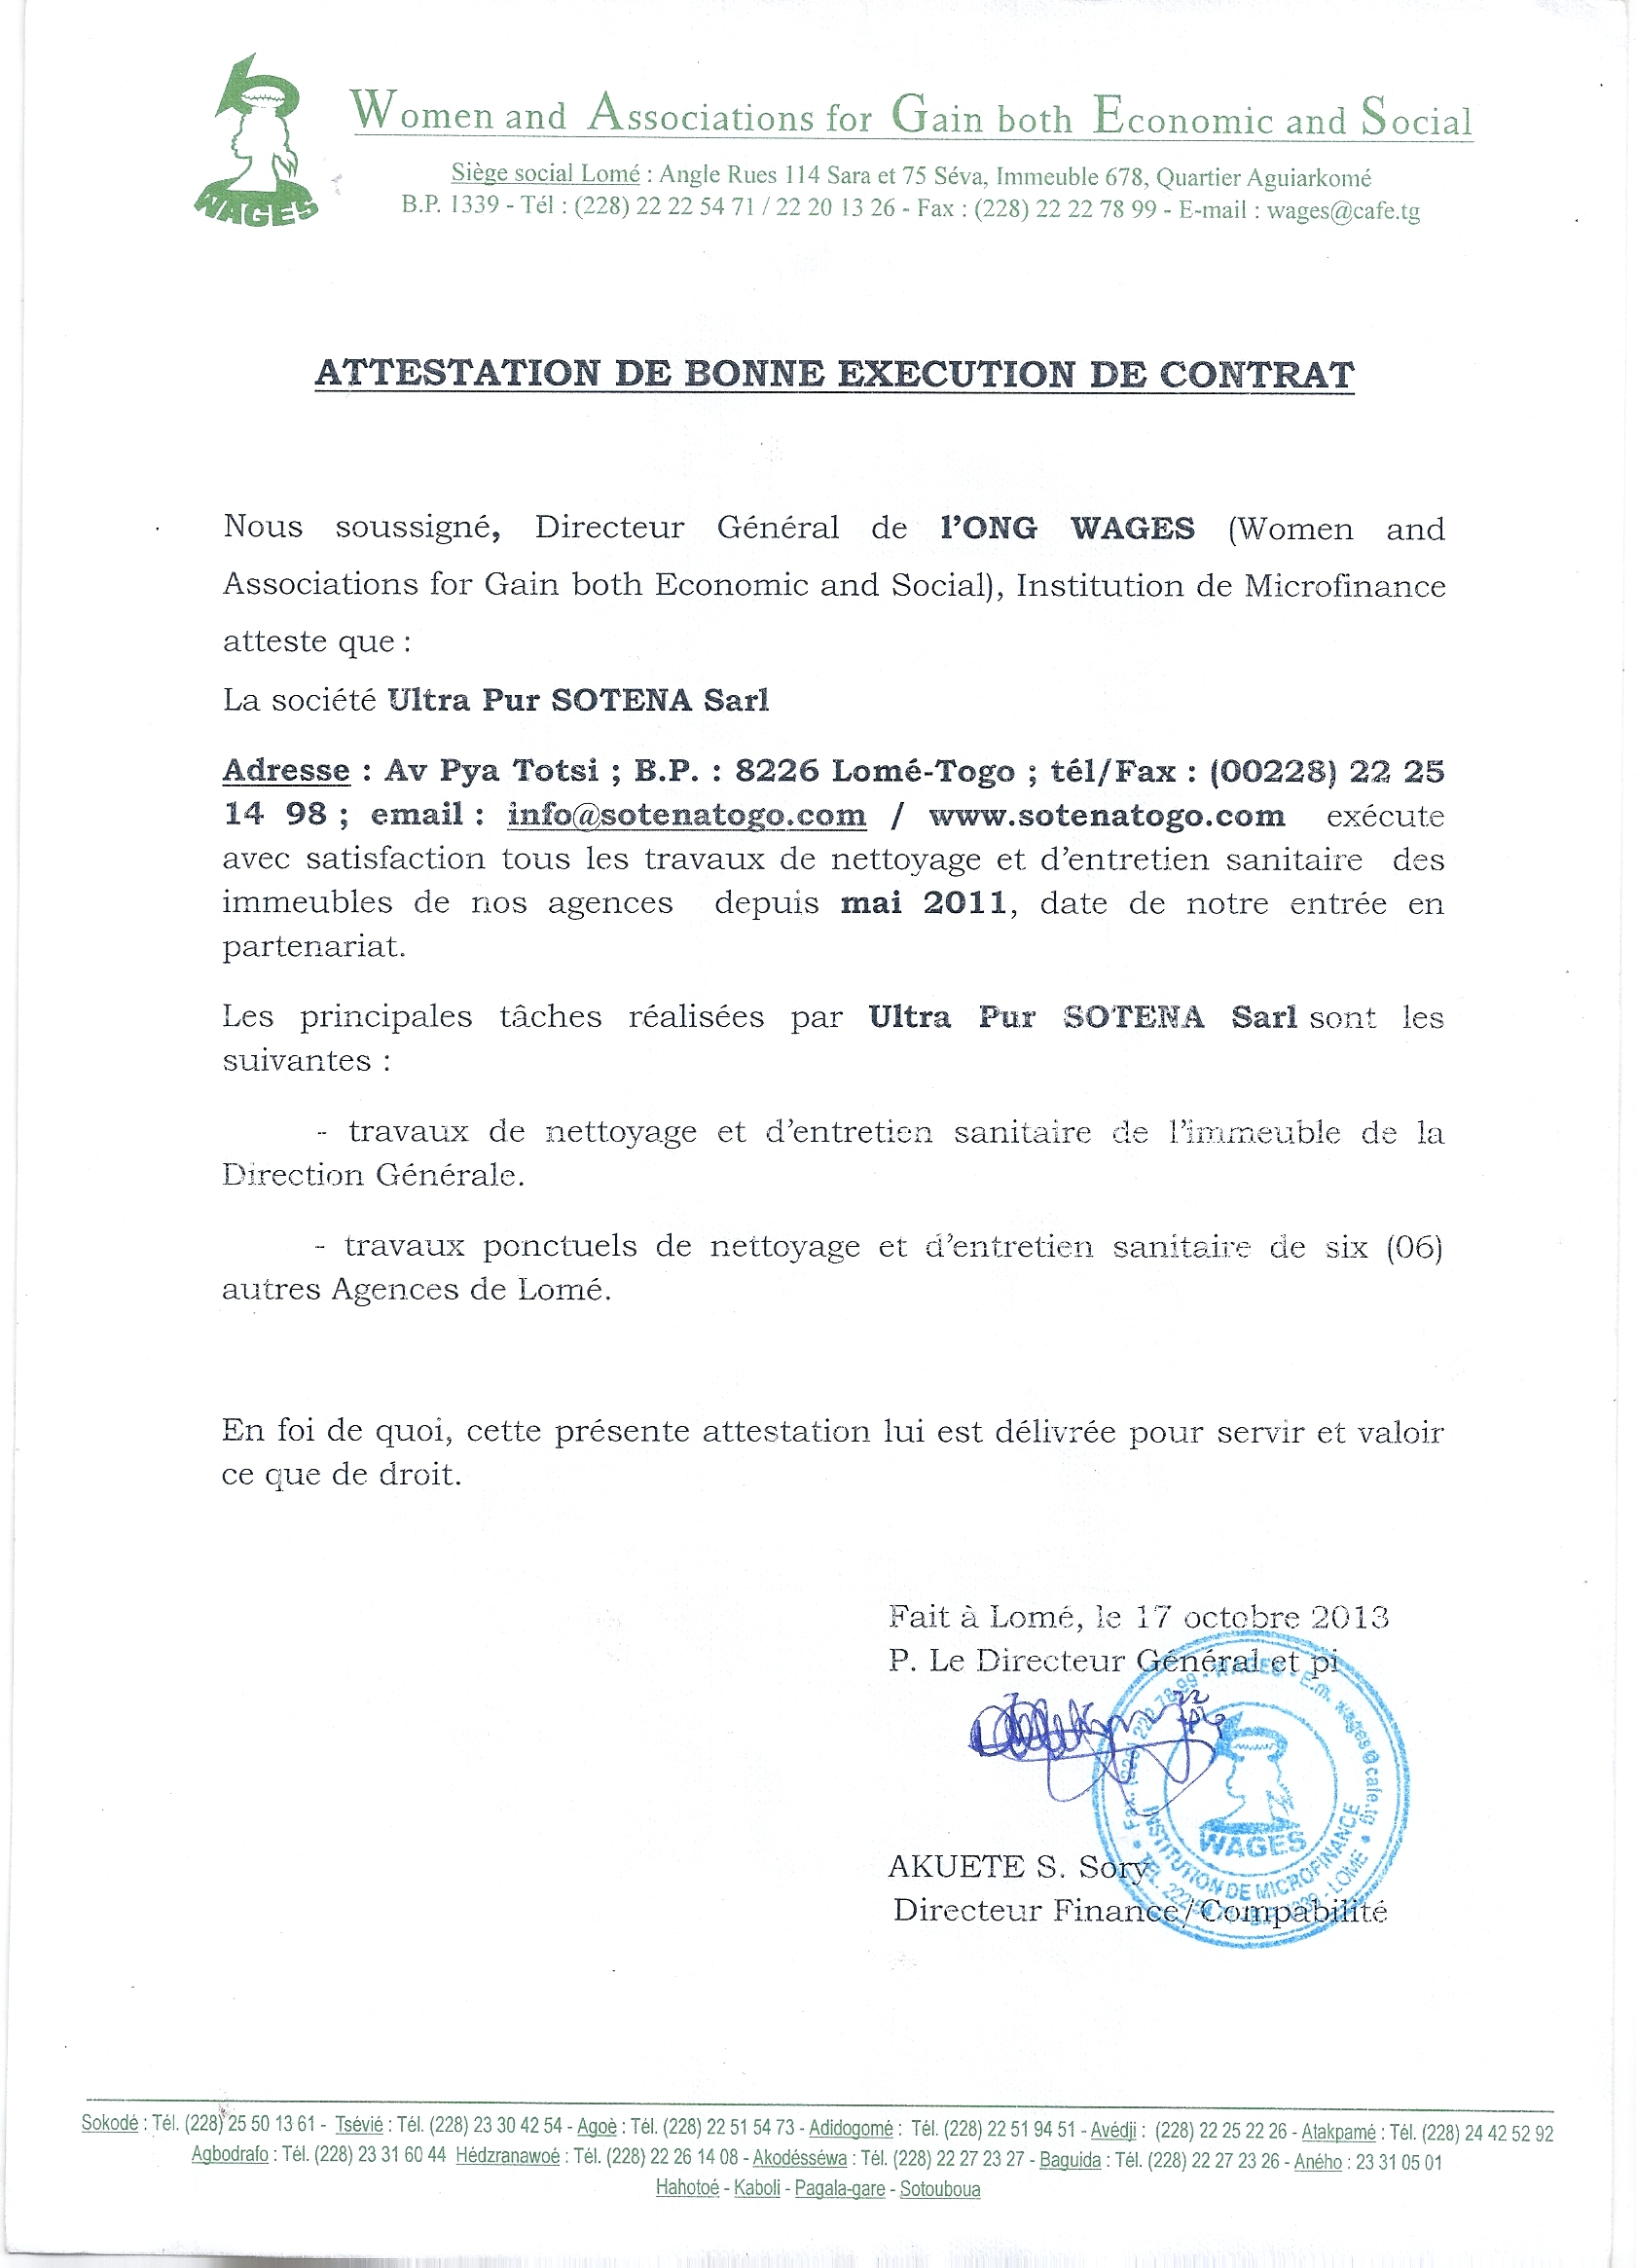 WAGES
Women and Associations for Gain both Economic and Social
Siège social Lomé : Angle Rues 114 Sara et 75 Séva, Immeuble 678, Quartier Aguiarkomé
B.P. 1339 - Tél : (228) 22 22 54 71 / 22 20 13 26 - Fax : (228) 22 22 78 99 - E-mail : wages@cafe.tg
ATTESTATION DE BONNE EXECUTION DE CONTRAT
Nous soussigné, Directeur Général de l'ONG WAGES (Women and
Associations for Gain both Economic and Social), Institution de Microfinance
atteste que :
La société Ultra Pur SOTENA Sarl
Adresse : Av Pya Totsi ; B.P. : 8226 Lomé-Togo ; tél/Fax : (00228) 22 25
14 98 ; email : info@sotenatogo.com / www.sotenatogo.com exécute
avec satisfaction tous les travaux de nettoyage et d'entretien sanitaire des
immeubles de nos agences depuis mai 2011, date de notre entrée en
partenariat.
Les principales tâches réalisées par Ultra Pur SOTENA Sarl sont les
suivantes :
- travaux de nettoyage et d'entretien sanitaire de l'immeuble de la
Direction Générale.
- travaux ponctuels de nettoyage et d'entretien sanitaire de six (06)
autres Agences de Lomé.
En foi de quoi, cette présente attestation lui est délivrée pour servir et valoir
ce que de droit.
Fait à Lomé, le 17 octobre 2013
P. Le Directeur Général et pi
WAGES - E.m. wages@cafe.tg
WAGES
INSTITUTION DE MICROFINANCE
AKUETE S. Sory
Directeur Finance/Compabilité
Sokodé : Tél. (228) 25 50 13 61 - Tsévié : Tél. (228) 23 30 42 54 - Agoè : Tél. (228) 22 51 54 73 - Adidogomé : Tél. (228) 22 51 94 51 - Avédji : (228) 22 25 22 26 - Atakpamé : Tél. (228) 24 42 52 92
Agbodrafo : Tél. (228) 23 31 60 44 Hédzranawoé : Tél. (228) 22 26 14 08 - Akodésséwa : Tél. (228) 22 27 23 27 - Baguida : Tél. (228) 22 27 23 26 - Aného : 23 31 05 01
Hahotoé - Kaboli - Pagala-gare - Sotouboua